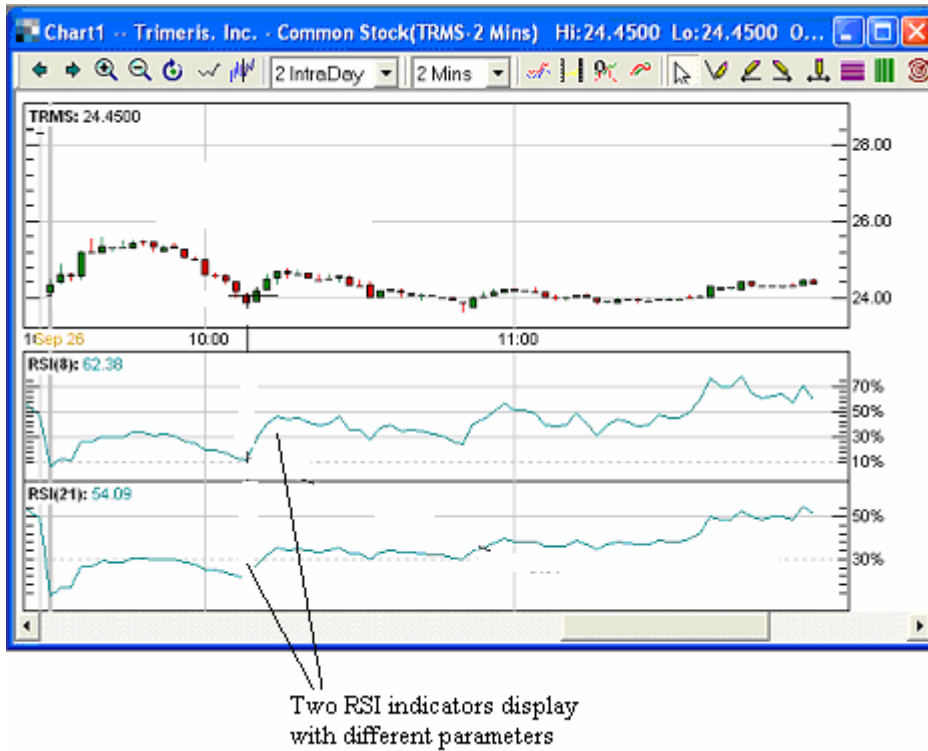 Chart1 -- Trimeris, Inc. - Common Stock(TRMS-2 Mins) Hi:24.4500 Lo:24.4500 O...
2 IntraDay 2 Mins
TRMS: 24.4500
28.00
26.00
24.00
Sep 26 10:00 11:00
RSI(8): 62.38
70%
50%
30%
10%
RSI(21): 54.09
50%
30%
Two RSI indicators display
with different parameters